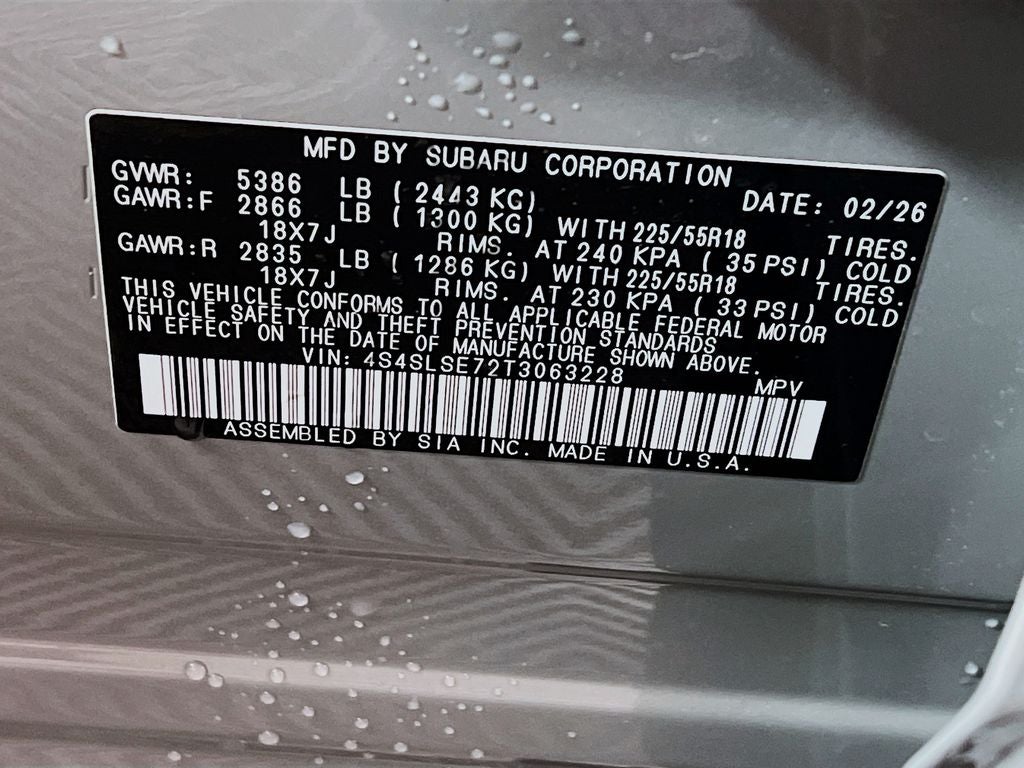 MFD BY SUBARU CORPORATION
GVWR: 5386 LB ( 2443 KG) DATE: 02/26
GAWR:F 2866 LB ( 1300 KG) WITH 225/55R18 TIRES.
18X7J RIMS. AT 240 KPA ( 35 PSI) COLD
GAWR:R 2835 LB ( 1286 KG) WITH 225/55R18 TIRES.
18X7J RIMS. AT 230 KPA ( 33 PSI) COLD
THIS VEHICLE CONFORMS TO ALL APPLICABLE FEDERAL MOTOR
VEHICLE SAFETY AND THEFT PREVENTION STANDARDS
IN EFFECT ON THE DATE OF MANUFACTURE SHOWN ABOVE.
VIN: 4S4SLSE72T3063228 MPV
ASSEMBLED BY SIA INC. MADE IN U.S.A.